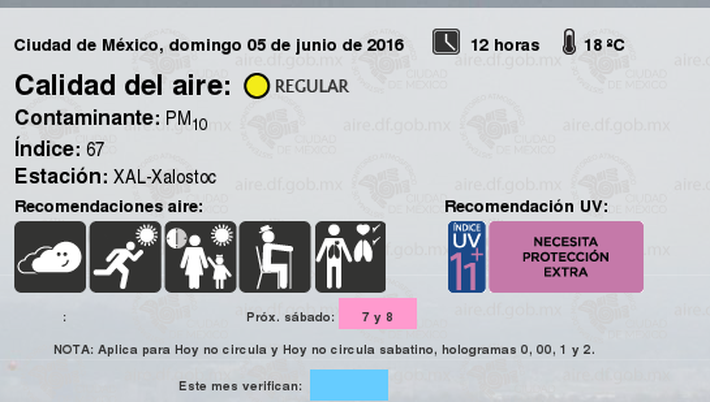 Ciudad de México, domingo 05 de junio de 2016 12 horas 18 ºC
Calidad del aire: REGULAR
Contaminante: PM10
Índice: 67
Estación: XAL-Xalostoc
Recomendaciones aire: Recomendación UV:
ÍNDICE
UV
11+
NECESITA
PROTECCIÓN
EXTRA
: Próx. sábado: 7 y 8
NOTA: Aplica para Hoy no circula y Hoy no circula sabatino, hologramas 0, 00, 1 y 2.
Este mes verifican:
aire.df.gob.mx
CIUDAD
DE MÉXICO